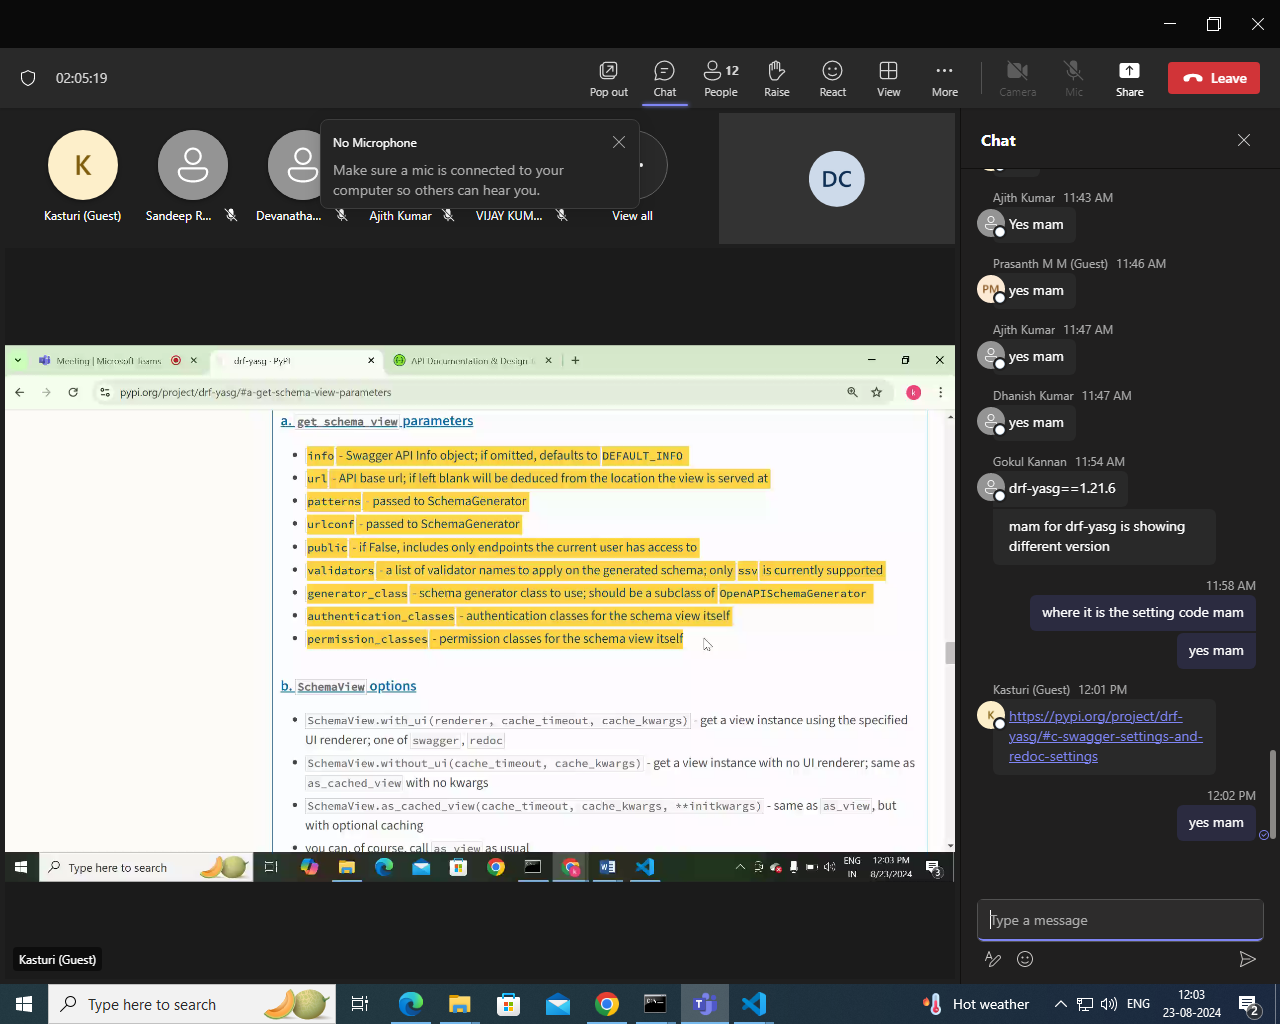 02:05:19
Pop out
Chat
12
People
Raise
React
View
More
Camera
Mic
Share
Leave
K
Kasturi (Guest)
Sandeep R...
Devanatha...
Ajith Kumar
VIJAY KUM...
View all
No Microphone
Make sure a mic is connected to your
computer so others can hear you.
DC
Meeting | Microsoft Teams
drf-yasg · PyPI
API Documentation & Design
pypi.org/project/drf-yasg/#a-get-schema-view-parameters
k
a. get_schema_view parameters
info - Swagger API Info object; if omitted, defaults to DEFAULT_INFO
url - API base url; if left blank will be deduced from the location the view is served at
patterns - passed to SchemaGenerator
urlconf - passed to SchemaGenerator
public - if False, includes only endpoints the current user has access to
validators - a list of validator names to apply on the generated schema; only ssv is currently supported
generator_class - schema generator class to use; should be a subclass of OpenAPISchemaGenerator
authentication_classes - authentication classes for the schema view itself
permission_classes - permission classes for the schema view itself
b. SchemaView options
SchemaView.with_ui(renderer, cache_timeout, cache_kwargs) - get a view instance using the specified
UI renderer; one of swagger, redoc
SchemaView.without_ui(cache_timeout, cache_kwargs) - get a view instance with no UI renderer; same as
as_cached_view with no kwargs
SchemaView.as_cached_view(cache_timeout, cache_kwargs, **initkwargs) - same as as_view, but
with optional caching
you can, of course, call as_view as usual
Type here to search
ENG
IN
12:03 PM
8/23/2024
3
Kasturi (Guest)
Chat
Ajith Kumar 11:43 AM
Yes mam
Prasanth M M (Guest) 11:46 AM
PM
yes mam
Ajith Kumar 11:47 AM
yes mam
Dhanish Kumar 11:47 AM
yes mam
Gokul Kannan 11:54 AM
drf-yasg==1.21.6
mam for drf-yasg is showing
different version
11:58 AM
where it is the setting code mam
yes mam
Kasturi (Guest) 12:01 PM
K
https://pypi.org/project/drf-
yasg/#c-swagger-settings-and-
redoc-settings
12:02 PM
yes mam
Type a message
Type here to search
Hot weather
ENG
12:03
23-08-2024
2